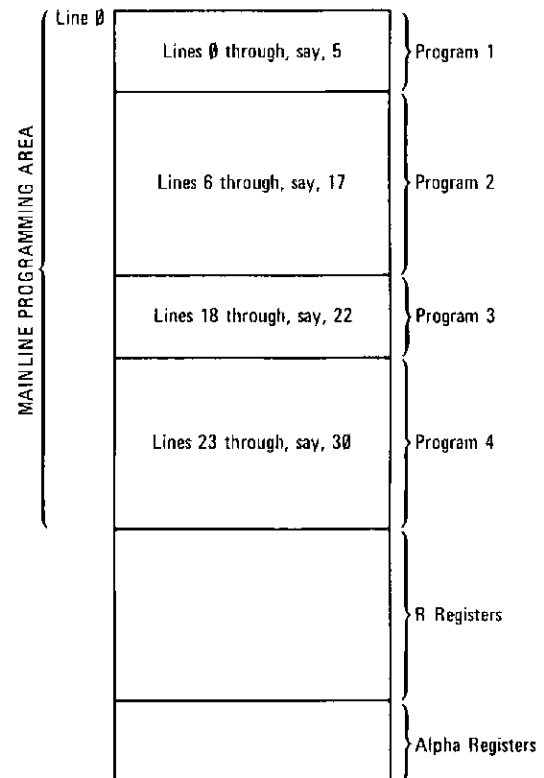 Line Ø
Lines Ø through, say, 5
Program 1
MAINLINE PROGRAMMING AREA
Lines 6 through, say, 17
Program 2
Lines 18 through, say, 22
Program 3
Lines 23 through, say, 3Ø
Program 4
R Registers
Alpha Registers